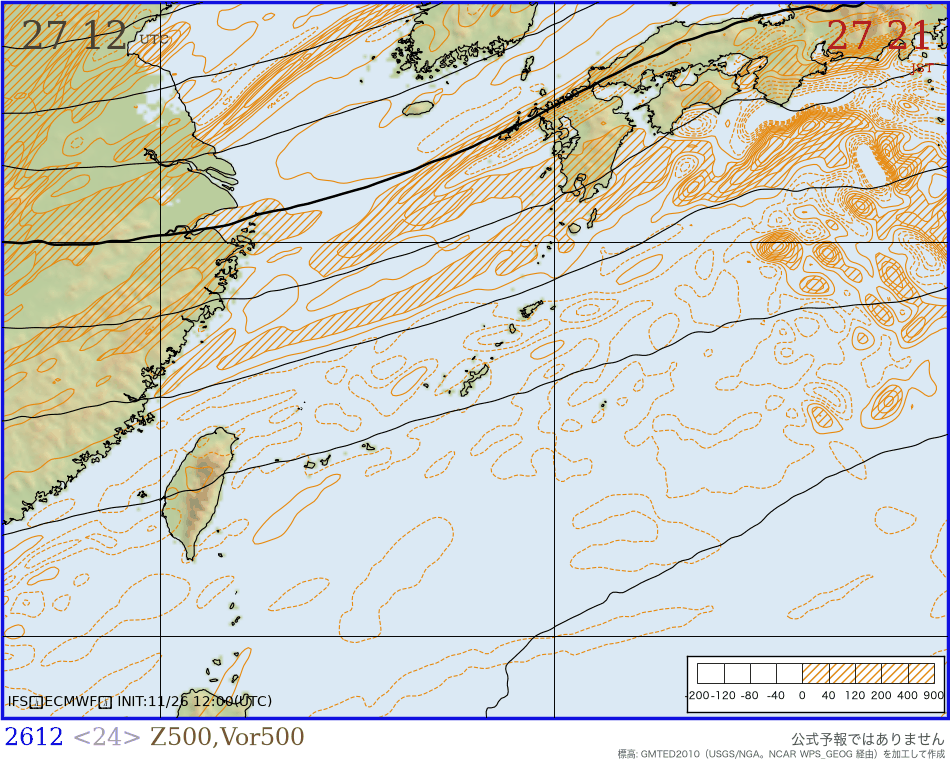 27 12 UTC
27 21
JST
5700
-200 -120 -80 -40 0 40 120 200 400 900
IFS□ECMWF□ INIT:11/26 12:00(UTC)
2612 <24> Z500,Vor500
公式予報ではありません
標高: GMTED2010（USGS/NGA。NCAR WPS_GEOG 経由）を加工して作成